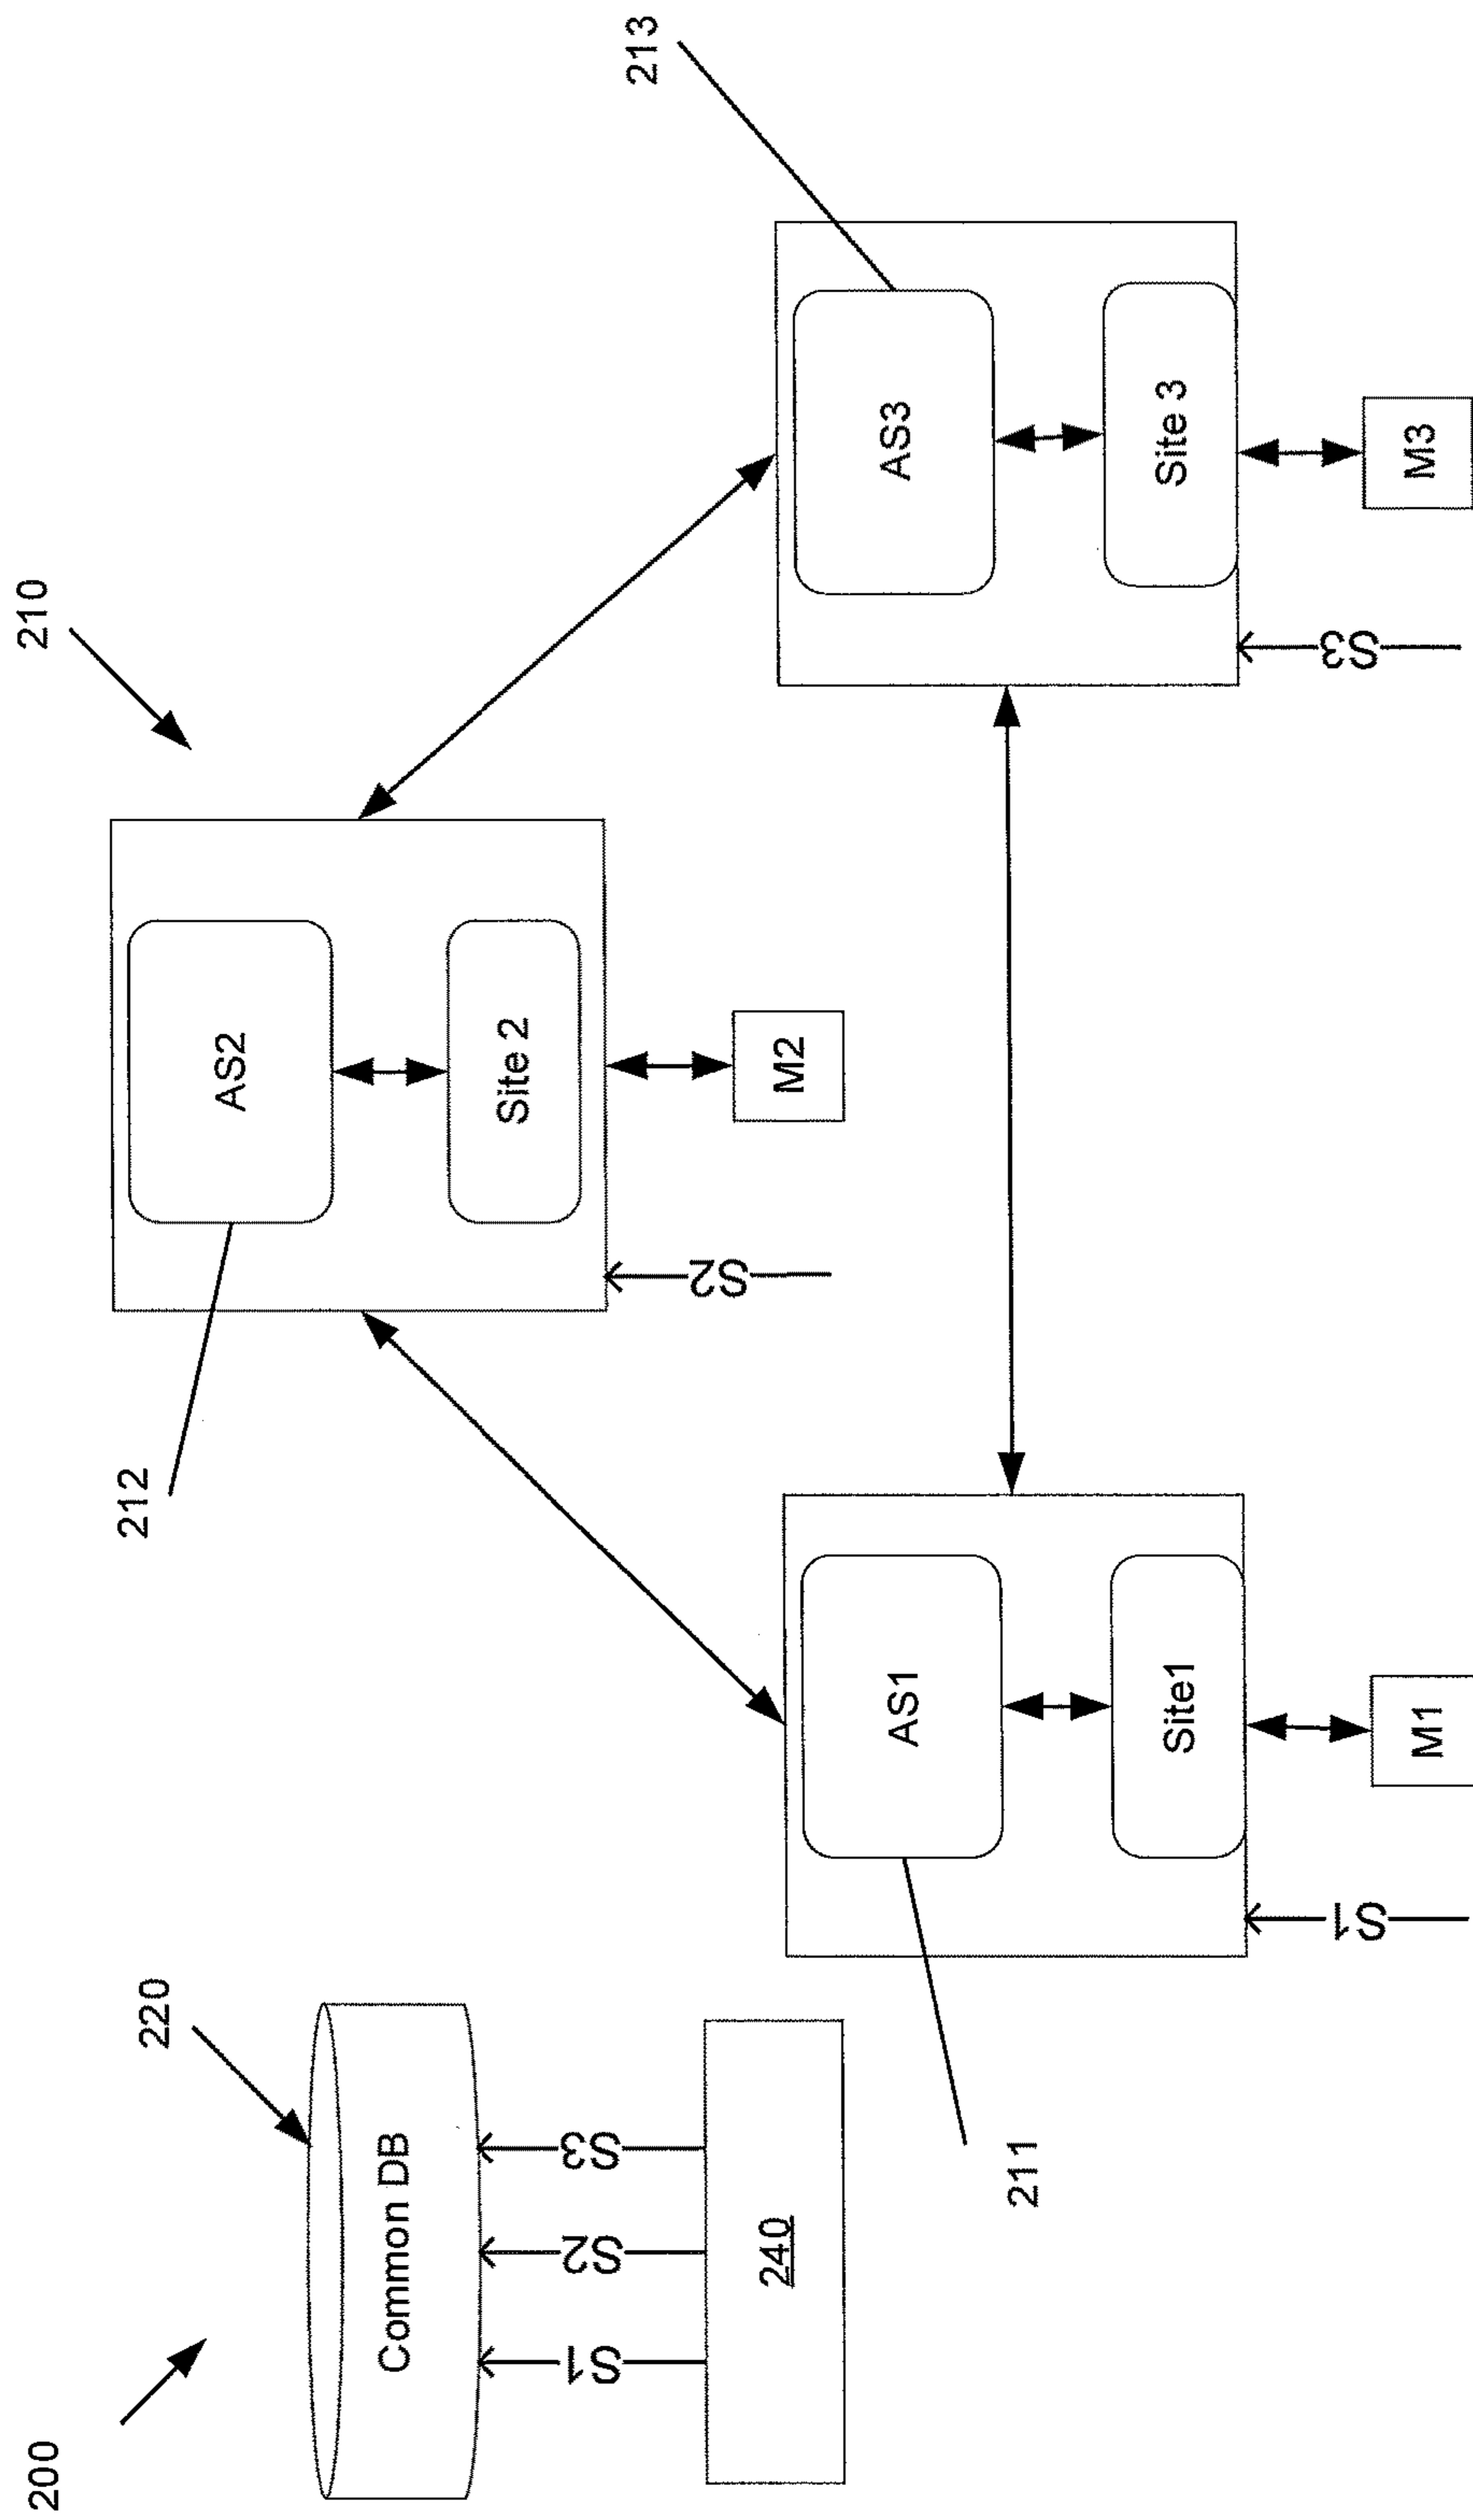 200
220
Common DB
S1
S2
S3
240
210
212
AS2
Site 2
S2
M2
211
AS1
Site1
S1
M1
213
AS3
Site 3
S3
M3